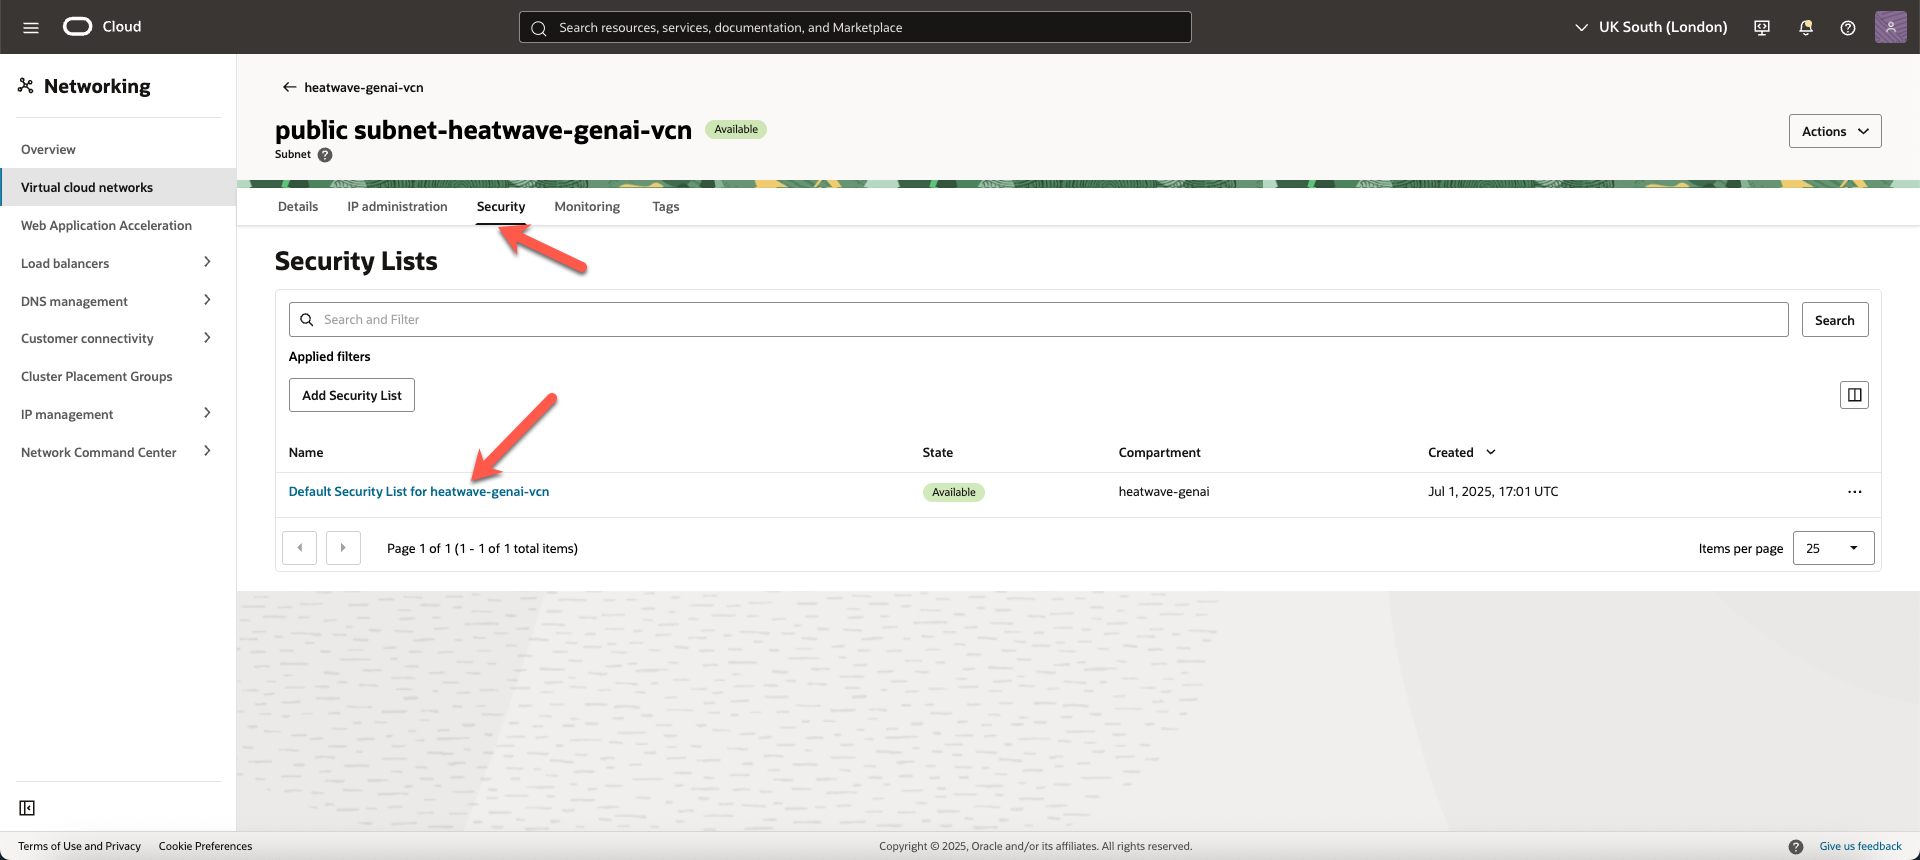 Cloud
Search resources, services, documentation, and Marketplace
UK South (London)
Networking
Overview
Virtual cloud networks
Web Application Acceleration
Load balancers
DNS management
Customer connectivity
Cluster Placement Groups
IP management
Network Command Center
heatwave-genai-vcn
public subnet-heatwave-genai-vcn Available
Subnet ?
Actions
Details IP administration Security Monitoring Tags
Security Lists
Search and Filter
Search
Applied filters
Add Security List
Name State Compartment Created
Default Security List for heatwave-genai-vcn Available heatwave-genai Jul 1, 2025, 17:01 UTC
Page 1 of 1 (1 - 1 of 1 total items)
Items per page 25
Terms of Use and Privacy Cookie Preferences
Copyright © 2025, Oracle and/or its affiliates. All rights reserved.
? Give us feedback